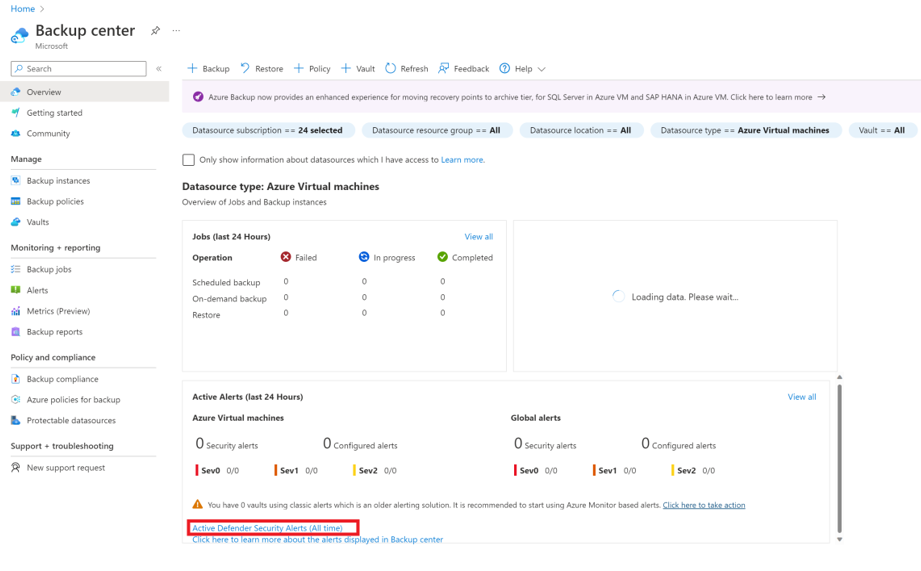 Home
Backup center
Microsoft
Search
Overview
Getting started
Community
Manage
Backup instances
Backup policies
Vaults
Monitoring + reporting
Backup jobs
Alerts
Metrics (Preview)
Backup reports
Policy and compliance
Backup compliance
Azure policies for backup
Protectable datasources
Support + troubleshooting
New support request
Backup Restore Policy Vault Refresh Feedback Help
Azure Backup now provides an enhanced experience for moving recovery points to archive tier, for SQL Server in Azure VM and SAP HANA in Azure VM. Click here to learn more →
Datasource subscription == 24 selected Datasource resource group == All Datasource location == All Datasource type == Azure Virtual machines Vault == All
Only show information about datasources which I have access to Learn more.
Datasource type: Azure Virtual machines
Overview of Jobs and Backup instances
Jobs (last 24 Hours) View all
Operation Failed In progress Completed
Scheduled backup 0 0 0
On-demand backup 0 0 0
Restore 0 0 0
Loading data. Please wait...
Active Alerts (last 24 Hours) View all
Azure Virtual machines Global alerts
0 Security alerts 0 Configured alerts 0 Security alerts 0 Configured alerts
Sev0 0/0 Sev1 0/0 Sev2 0/0 Sev0 0/0 Sev1 0/0 Sev2 0/0
You have 0 vaults using classic alerts which is an older alerting solution. It is recommended to start using Azure Monitor based alerts. Click here to take action
Active Defender Security Alerts (All time)
Click here to learn more about the alerts displayed in Backup center